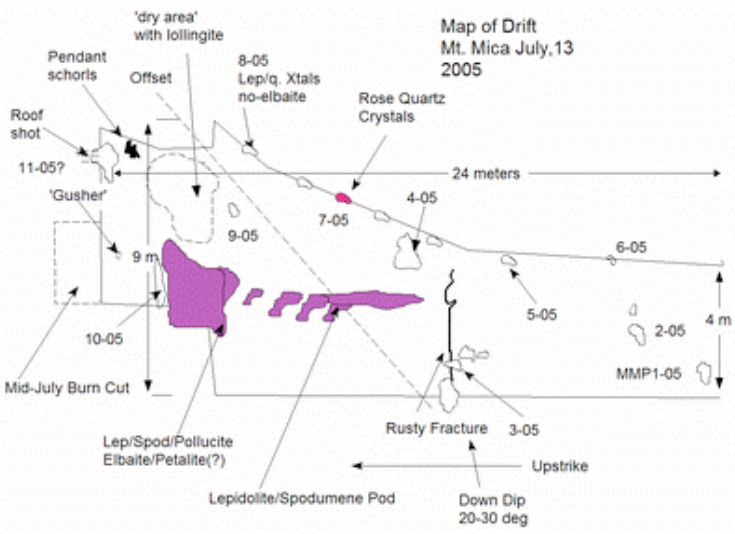 'dry area'
with lollingite
Map of Drift
Mt. Mica July,13
2005
Pendant
schorls
Offset
8-05
Lep/q. Xtals
no-elbaite
Rose Quartz
Crystals
Roof
shot
11-05?
24 meters
'Gusher'
7-05
4-05
9-05
6-05
9 m
5-05
10-05
2-05
4 m
MMP1-05
Mid-July Burn Cut
Rusty Fracture
3-05
Lep/Spod/Pollucite
Elbaite/Petalite(?)
Upstrike
Lepidolite/Spodumene Pod
Down Dip
20-30 deg